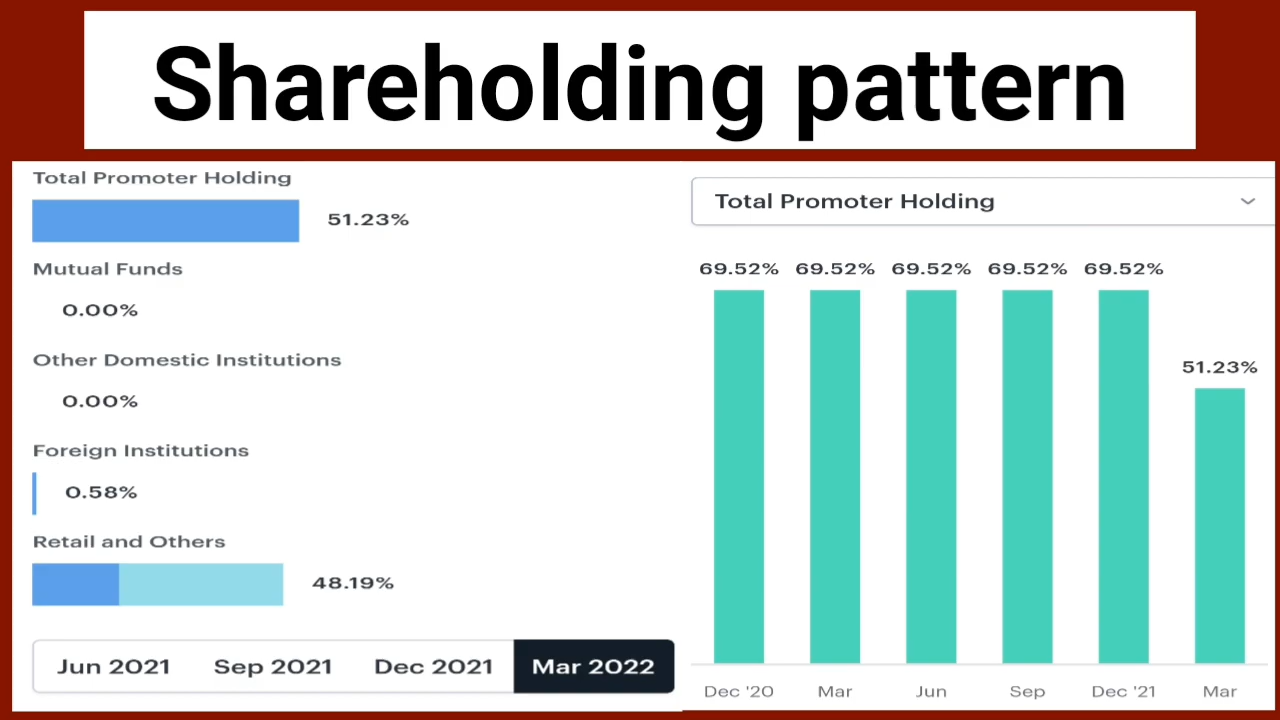 Shareholding pattern
Total Promoter Holding
51.23%
Mutual Funds
0.00%
Other Domestic Institutions
0.00%
Foreign Institutions
0.58%
Retail and Others
48.19%
Jun 2021 Sep 2021 Dec 2021 Mar 2022
Total Promoter Holding
69.52% 69.52% 69.52% 69.52% 69.52%
51.23%
Dec '20 Mar Jun Sep Dec '21 Mar